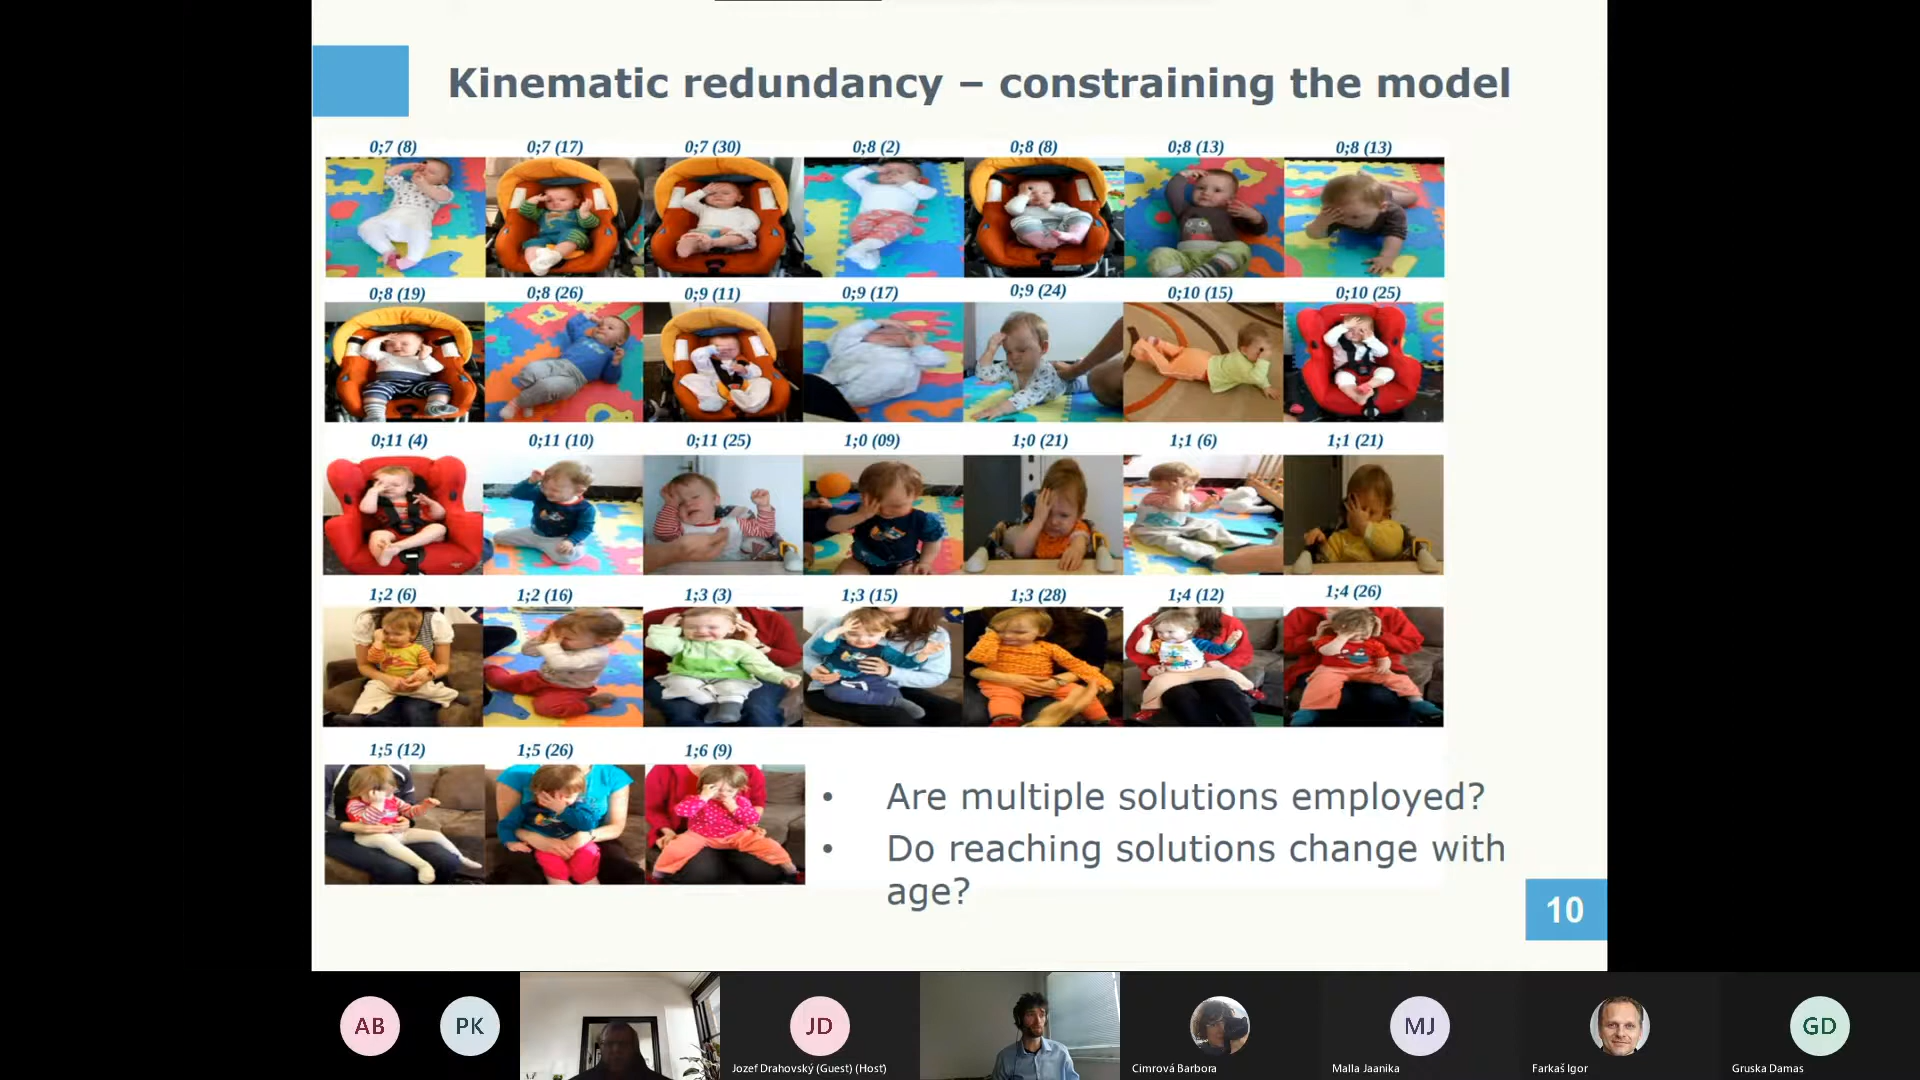 Kinematic redundancy – constraining the model
0;7 (8) 0;7 (17) 0;7 (30) 0;8 (2) 0;8 (8) 0;8 (13) 0;8 (13)
0;8 (19) 0;8 (26) 0;9 (11) 0;9 (17) 0;9 (24) 0;10 (15) 0;10 (25)
0;11 (4) 0;11 (10) 0;11 (25) 1;0 (09) 1;0 (21) 1;1 (6) 1;1 (21)
1;2 (6) 1;2 (16) 1;3 (3) 1;3 (15) 1;3 (28) 1;4 (12) 1;4 (26)
1;5 (12) 1;5 (26) 1;6 (9)
• Are multiple solutions employed?
• Do reaching solutions change with
age?
10
AB PK JD MJ GD
Jozef Drahovský (Guest) (Host) Cimrová Barbora Malla Jaanika Farkaš Igor Gruska Damas